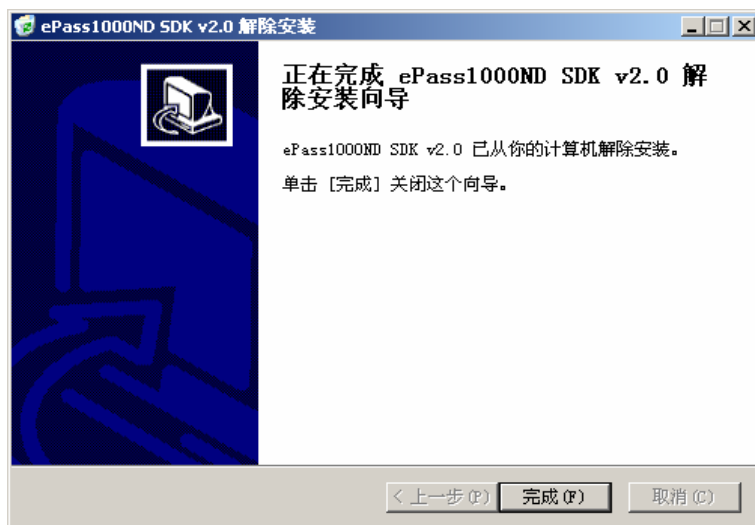 ePass1000ND SDK v2.0 解除安装
正在完成 ePass1000ND SDK v2.0 解
除安装向导
ePass1000ND SDK v2.0 已从你的计算机解除安装。
单击 [完成] 关闭这个向导。
< 上一步(P) 完成(F) 取消(C)